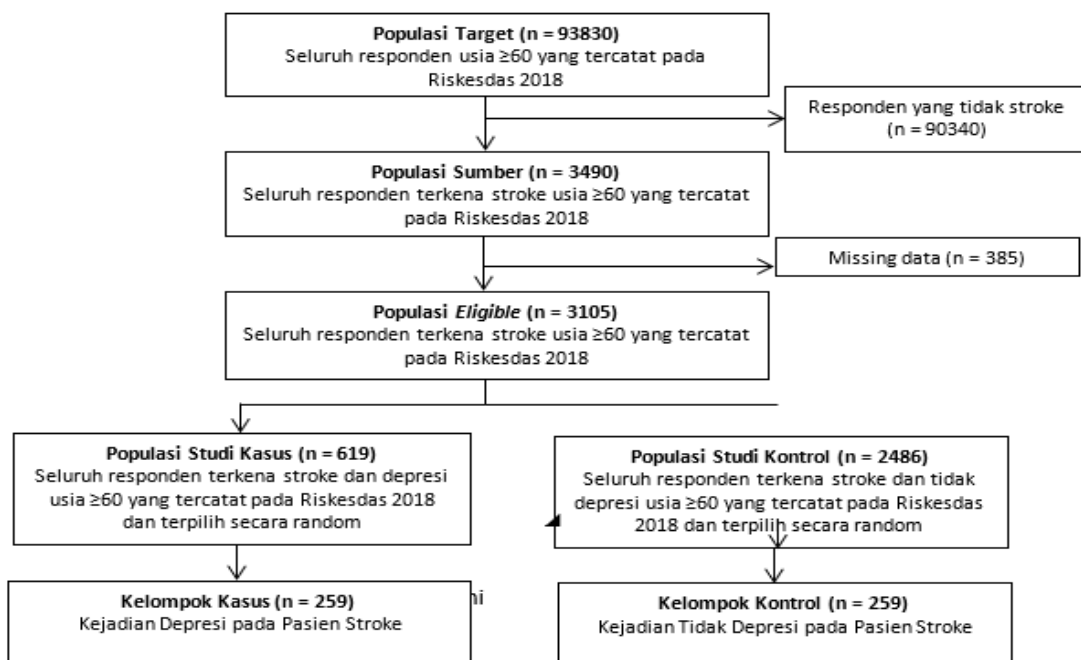 Populasi Target (n = 93830)
Seluruh responden usia ≥60 yang tercatat pada
Riskesdas 2018
Responden yang tidak stroke
(n = 90340)
Populasi Sumber (n = 3490)
Seluruh responden terkena stroke usia ≥60 yang tercatat
pada Riskesdas 2018
Missing data (n = 385)
Populasi Eligible (n = 3105)
Seluruh responden terkena stroke usia ≥60 yang tercatat
pada Riskesdas 2018
Populasi Studi Kasus (n = 619)
Seluruh responden terkena stroke dan depresi
usia ≥60 yang tercatat pada Riskesdas 2018
dan terpilih secara random
Populasi Studi Kontrol (n = 2486)
Seluruh responden terkena stroke dan tidak
depresi usia ≥60 yang tercatat pada Riskesdas
2018 dan terpilih secara random
Kelompok Kasus (n = 259)
Kejadian Depresi pada Pasien Stroke
Kelompok Kontrol (n = 259)
Kejadian Tidak Depresi pada Pasien Stroke